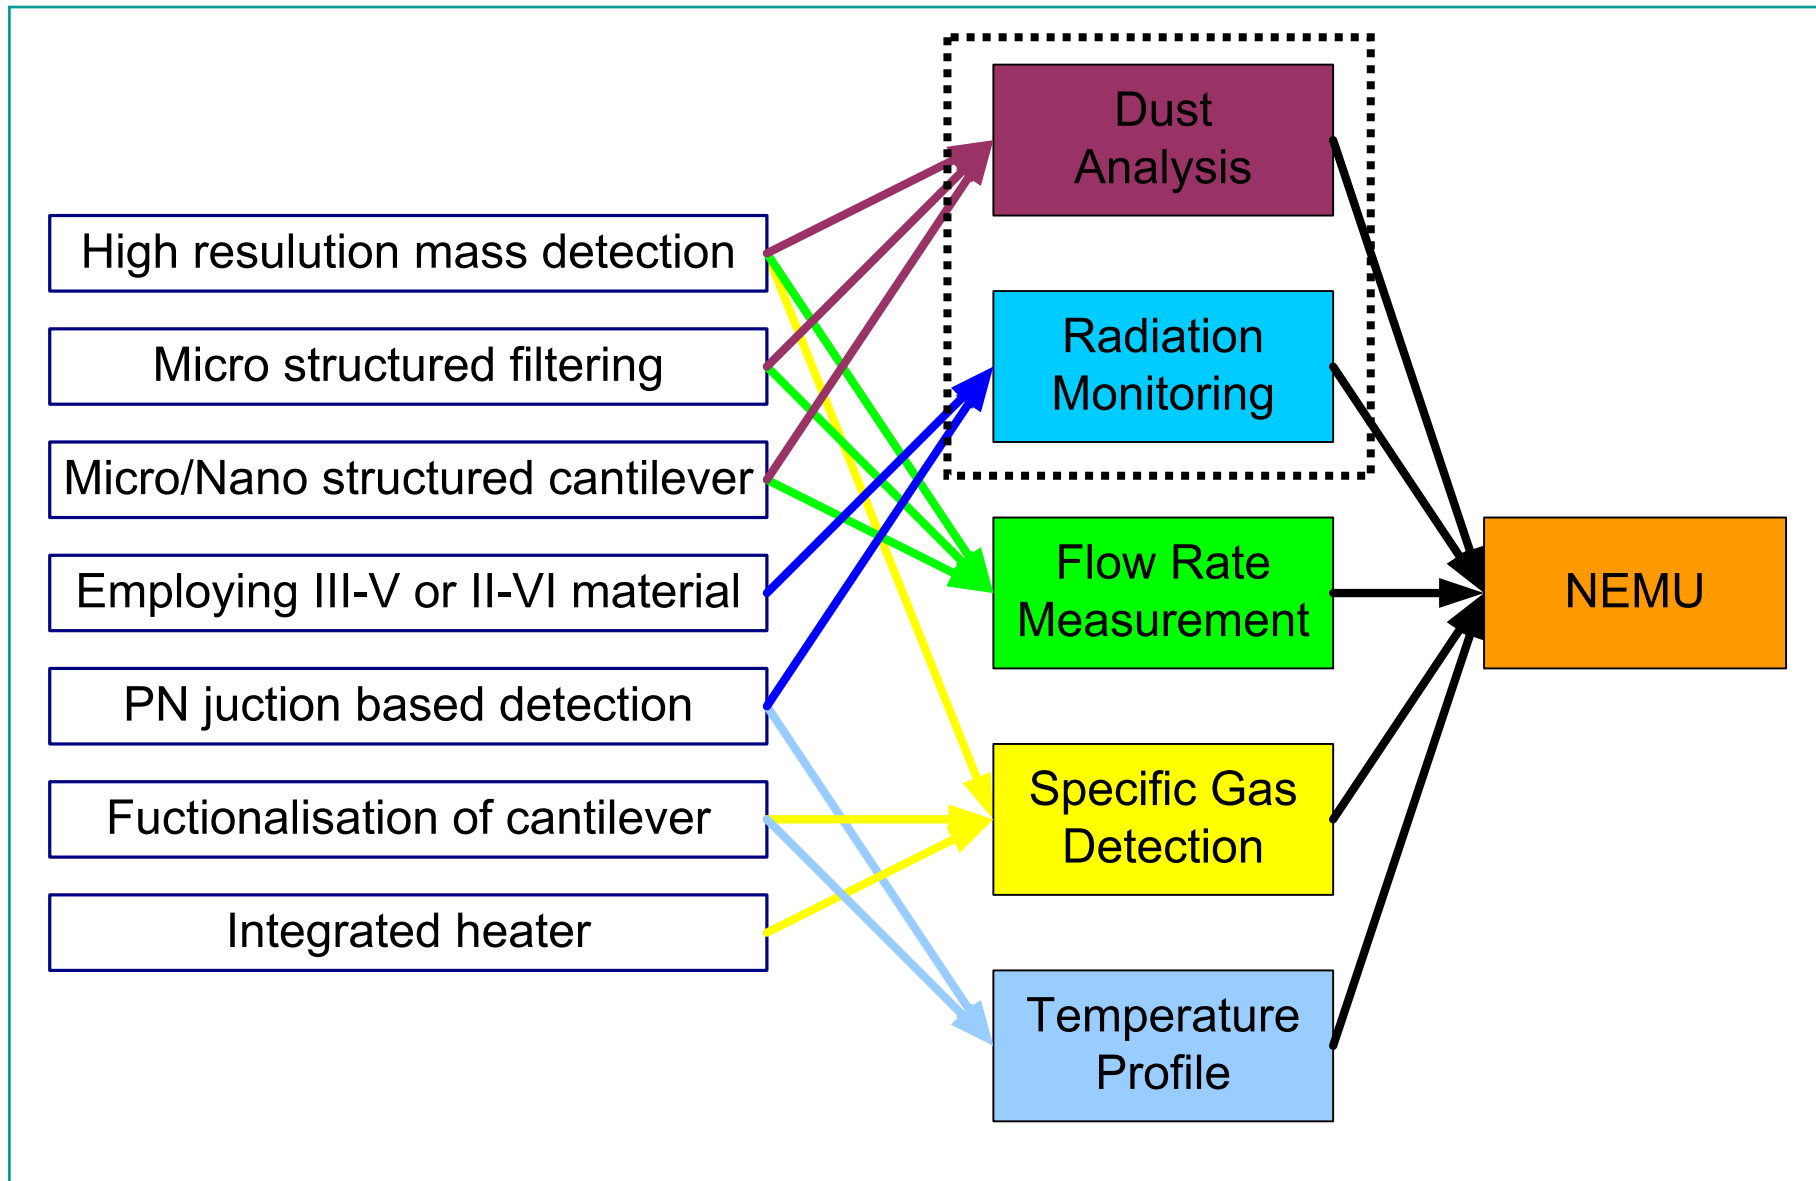 High resulution mass detection
Micro structured filtering
Micro/Nano structured cantilever
Employing III-V or II-VI material
PN juction based detection
Fuctionalisation of cantilever
Integrated heater
Dust
Analysis
Radiation
Monitoring
Flow Rate
Measurement
Specific Gas
Detection
Temperature
Profile
NEMU